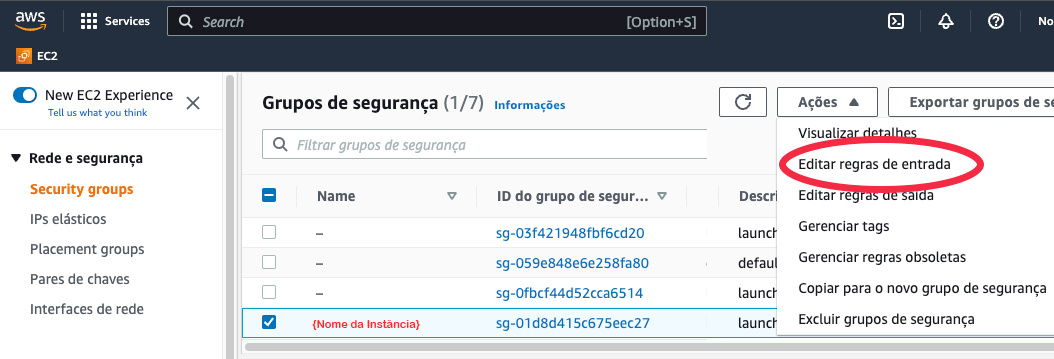 aws
Services
Search
[Option+S]
No
EC2
New EC2 Experience
Tell us what you think
Rede e segurança
Security groups
IPs elásticos
Placement groups
Pares de chaves
Interfaces de rede
Grupos de segurança (1/7) Informações
Ações
Exportar grupos de se
Filtrar grupos de segurança
Visualizar detalhes
Editar regras de entrada
Editar regras de saída
Gerenciar tags
Gerenciar regras obsoletas
Copiar para o novo grupo de segurança
Excluir grupos de segurança
Name ID do grupo de segur... Descri
– sg-03f421948fbf6cd20 launch
– sg-059e848e6e258fa80 defaul
– sg-0fbcf44d52cca6514 launch
{Nome da Instância} sg-01d8d415c675eec27 launch